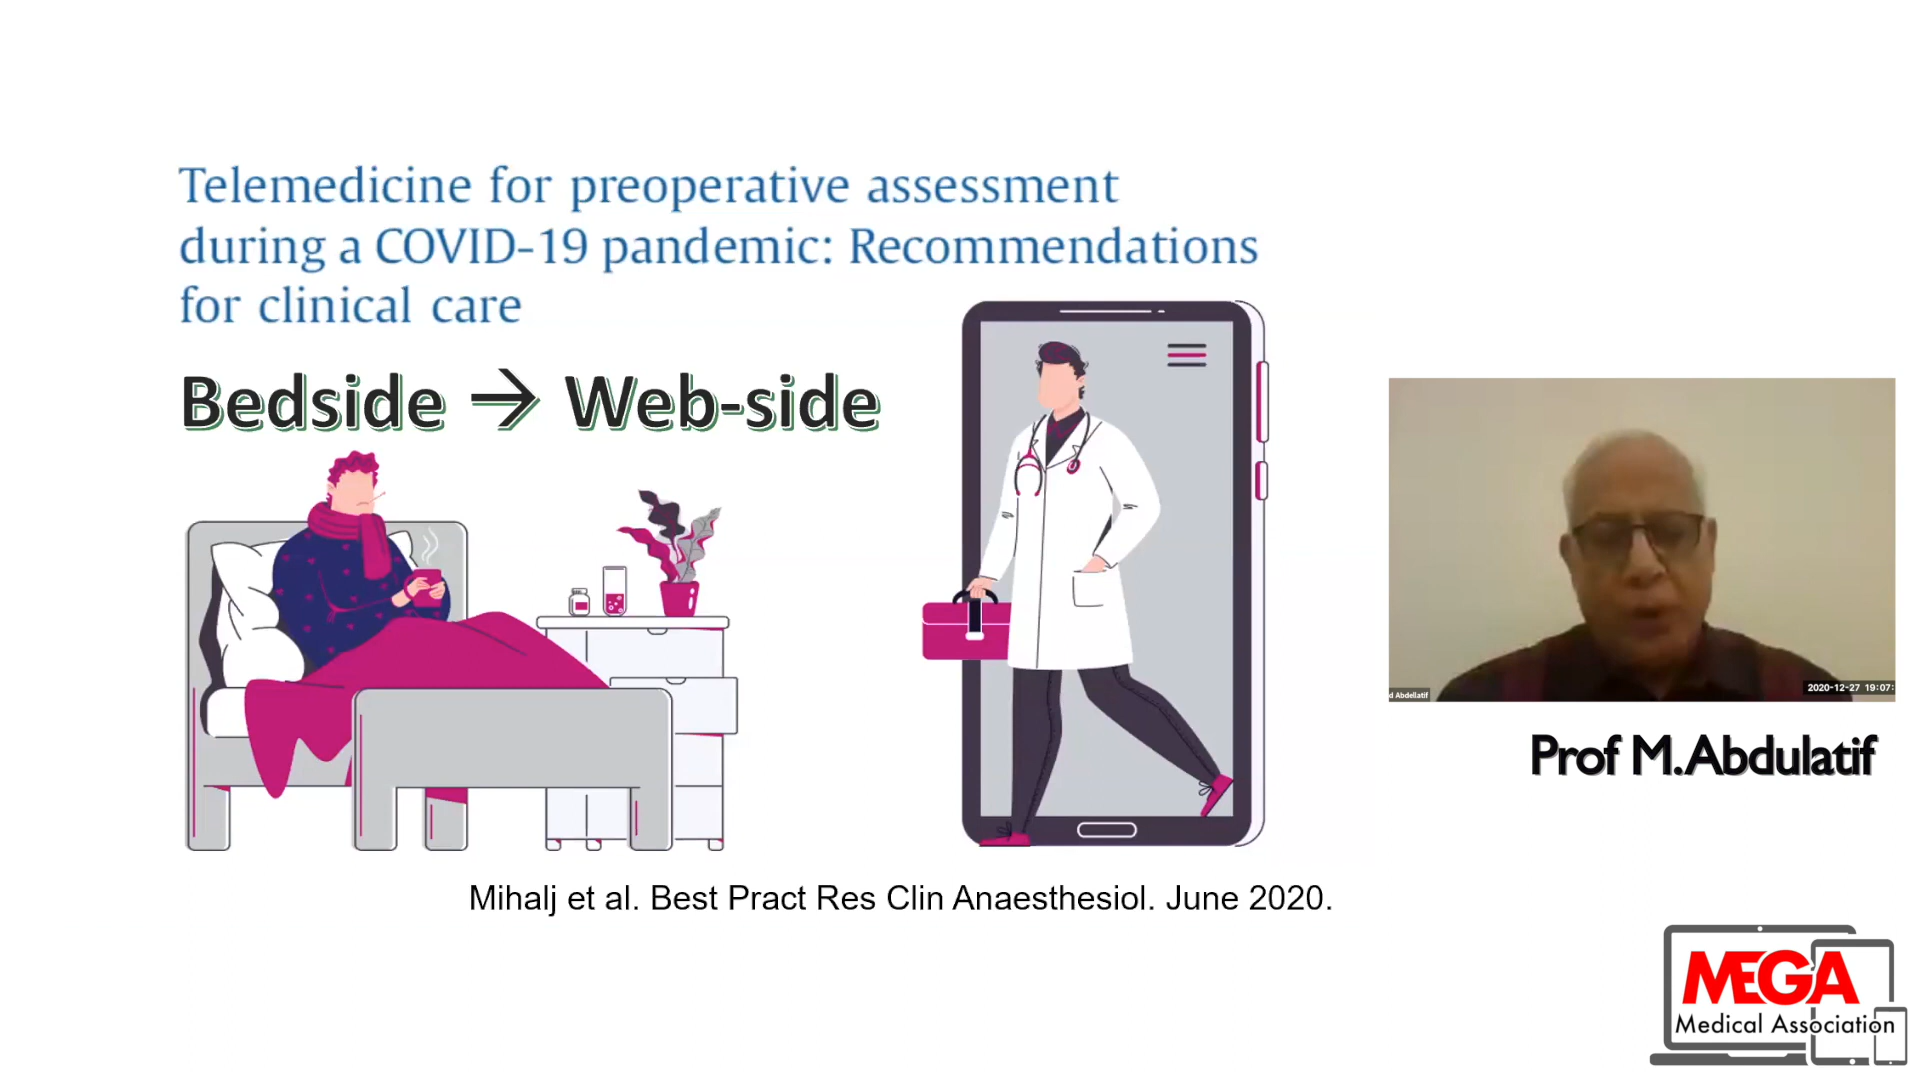 Telemedicine for preoperative assessment
during a COVID-19 pandemic: Recommendations
for clinical care
Bedside → Web-side
d Abdellatif
2020-12-27 19:07:
Prof M.Abdulatif
Mihalj et al. Best Pract Res Clin Anaesthesiol. June 2020.
MEGA
Medical Association